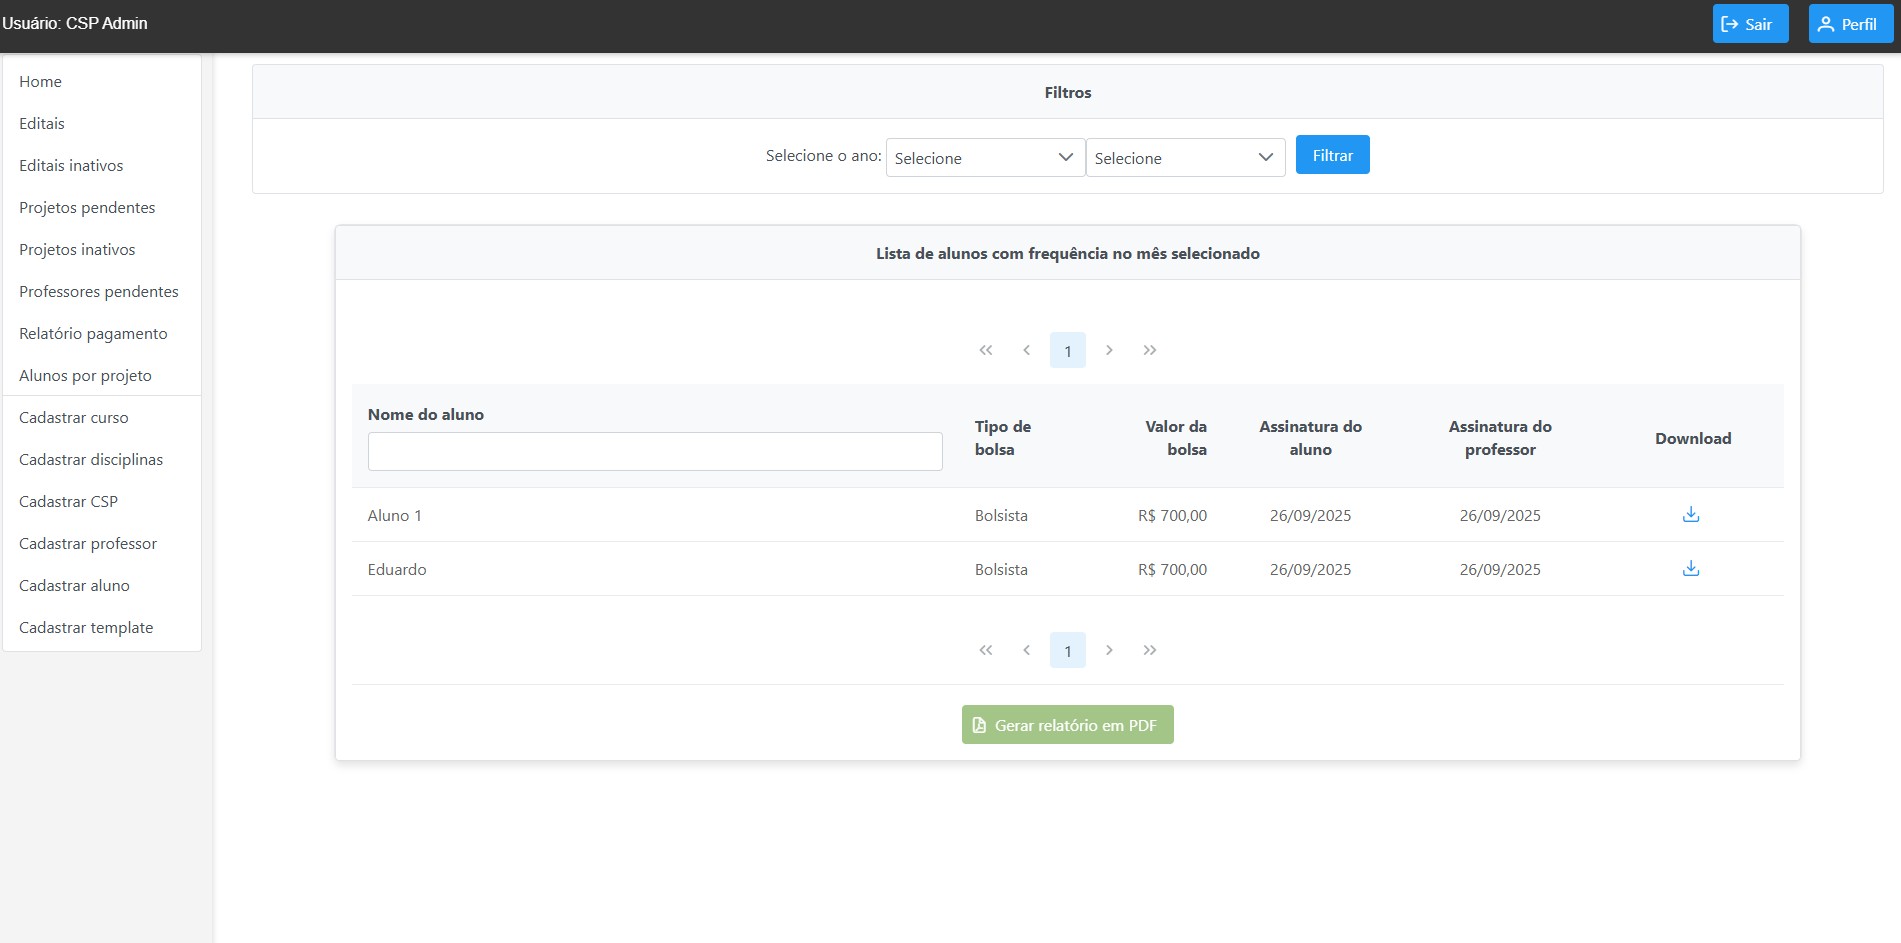 Usuário: CSP Admin
Sair
Perfil
Home
Editais
Editais inativos
Projetos pendentes
Projetos inativos
Professores pendentes
Relatório pagamento
Alunos por projeto
Cadastrar curso
Cadastrar disciplinas
Cadastrar CSP
Cadastrar professor
Cadastrar aluno
Cadastrar template
Filtros
Selecione o ano: Selecione Selecione Filtrar
Lista de alunos com frequência no mês selecionado
1
Nome do aluno
Tipo de
bolsa
Valor da
bolsa
Assinatura do
aluno
Assinatura do
professor
Download
Aluno 1 Bolsista R$ 700,00 26/09/2025 26/09/2025
Eduardo Bolsista R$ 700,00 26/09/2025 26/09/2025
1
Gerar relatório em PDF